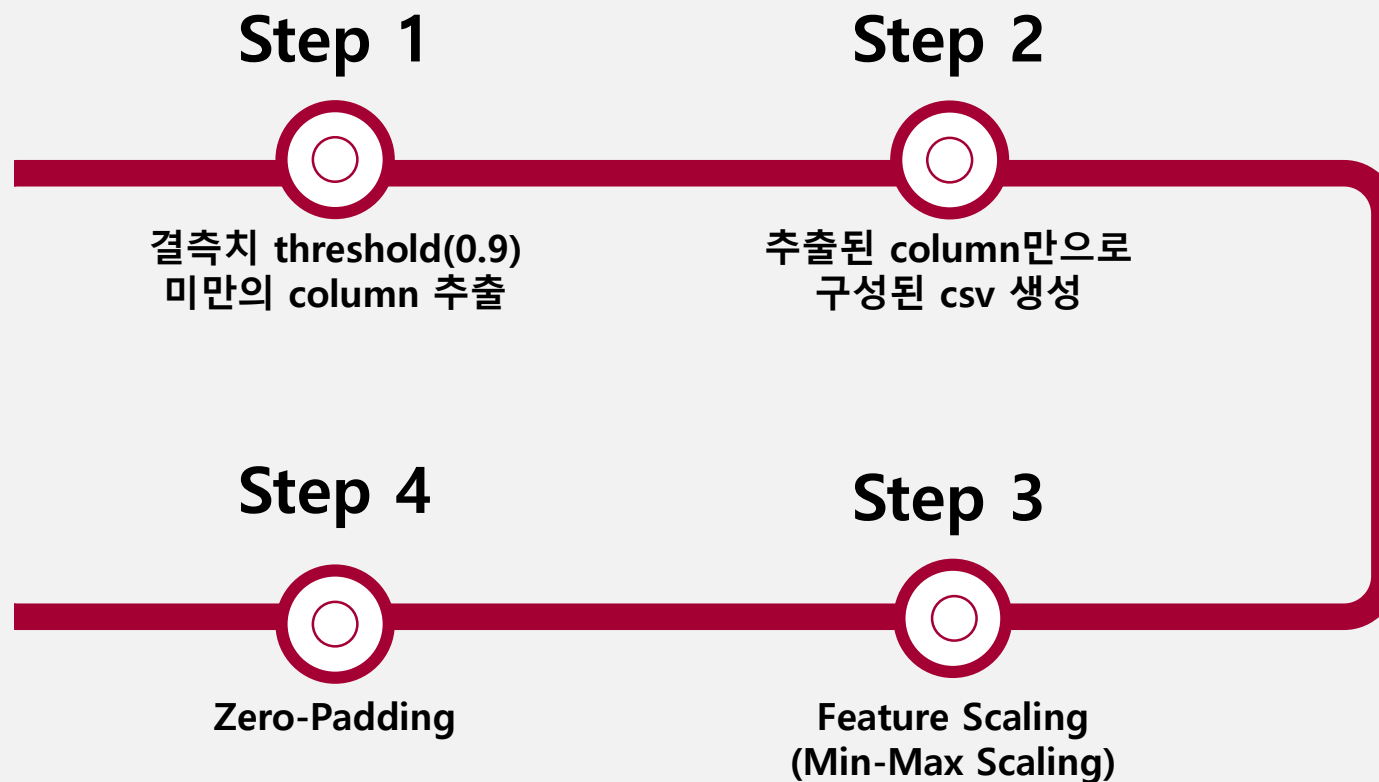 Step 1
결측치 threshold(0.9)
미만의 column 추출
Step 2
추출된 column만으로
구성된 csv 생성
Step 3
Feature Scaling
(Min-Max Scaling)
Step 4
Zero-Padding